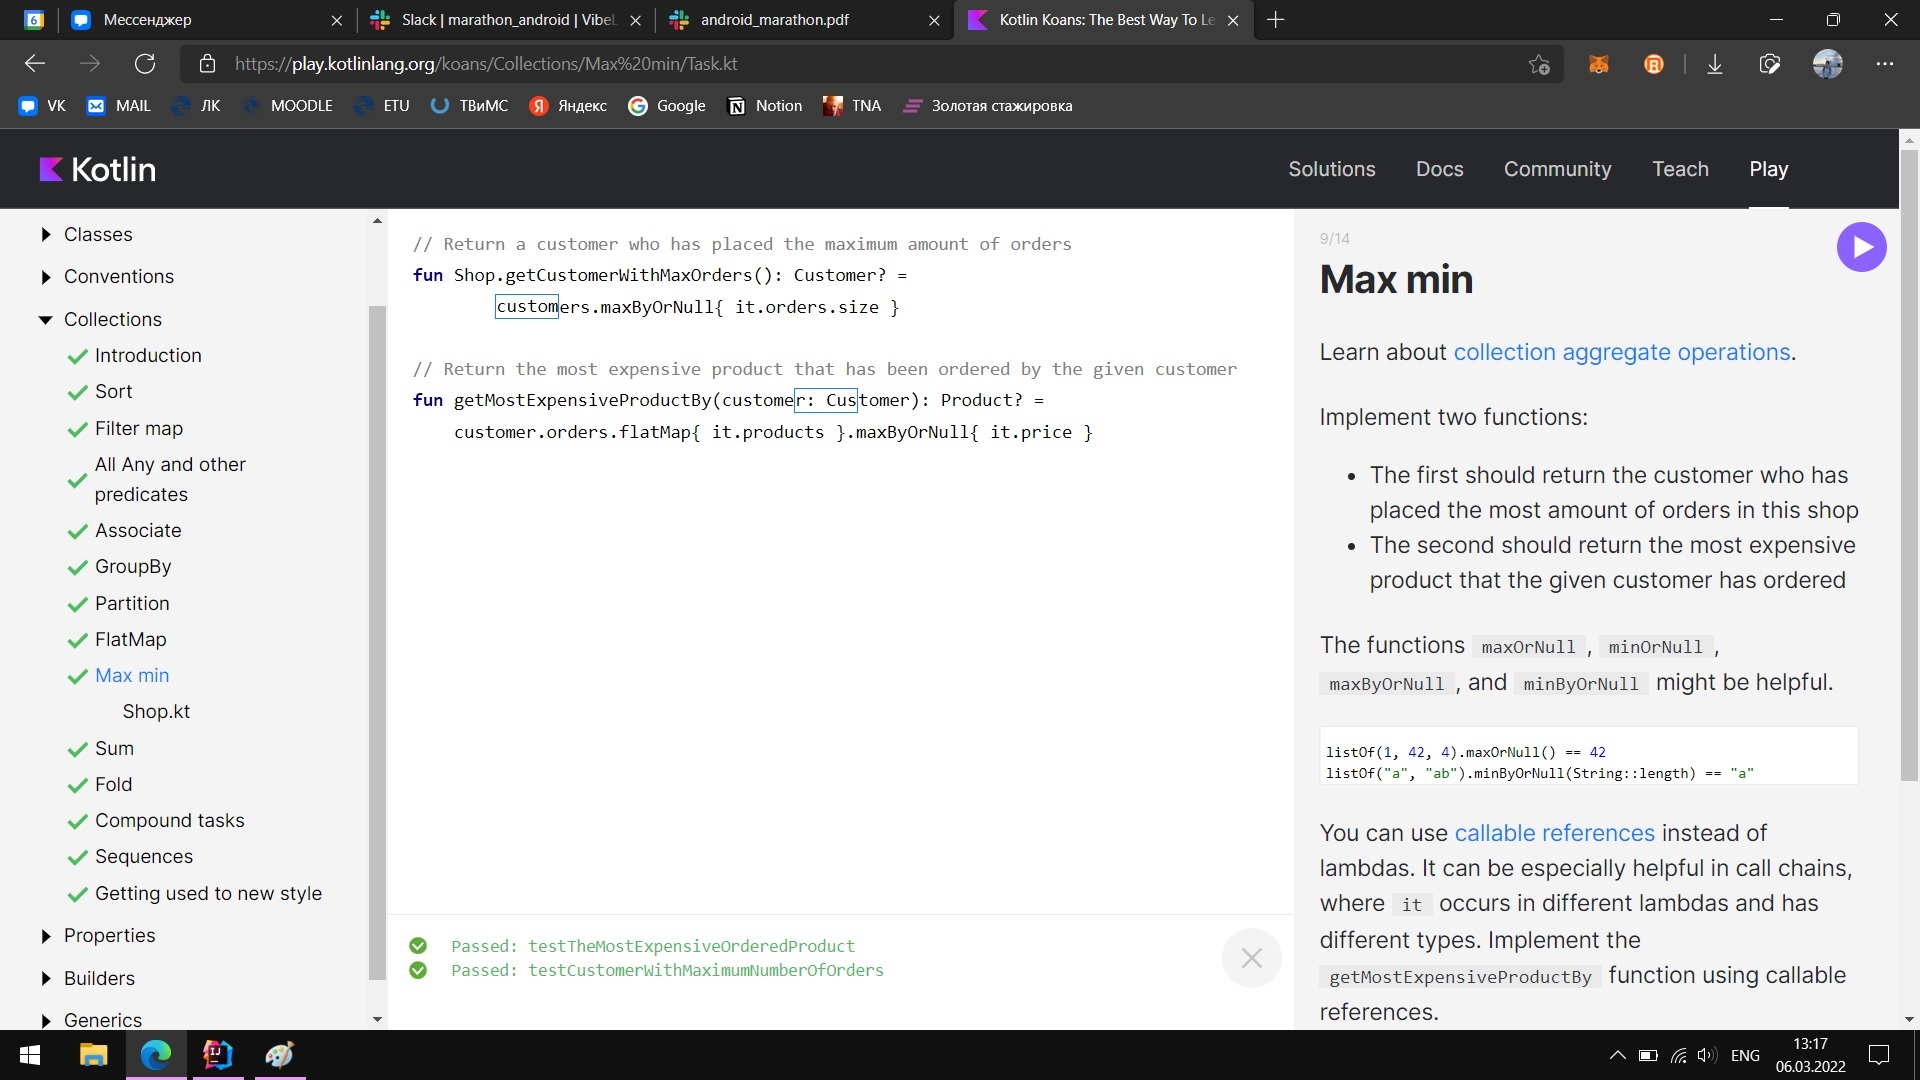 6
Мессенджер
Slack | marathon_android | VibeL
android_marathon.pdf
Kotlin Koans: The Best Way To Le
https://play.kotlinlang.org/koans/Collections/Max%20min/Task.kt
VK
MAIL
ЛК
MOODLE
ETU
ТВиМС
Яндекс
Google
Notion
TNA
Золотая стажировка
Kotlin
Solutions
Docs
Community
Teach
Play
Classes
Conventions
Collections
Introduction
Sort
Filter map
All Any and other
predicates
Associate
GroupBy
Partition
FlatMap
Max min
Shop.kt
Sum
Fold
Compound tasks
Sequences
Getting used to new style
Properties
Builders
Generics
// Return a customer who has placed the maximum amount of orders
fun Shop.getCustomerWithMaxOrders(): Customer? =
customers.maxByOrNull{ it.orders.size }
// Return the most expensive product that has been ordered by the given customer
fun getMostExpensiveProductBy(customer: Customer): Product? =
customer.orders.flatMap{ it.products }.maxByOrNull{ it.price }
Passed: testTheMostExpensiveOrderedProduct
Passed: testCustomerWithMaximumNumberOfOrders
9/14
Max min
Learn about collection aggregate operations.
Implement two functions:
• The first should return the customer who has
placed the most amount of orders in this shop
• The second should return the most expensive
product that the given customer has ordered
The functions maxOrNull , minOrNull ,
maxByOrNull , and minByOrNull might be helpful.
listOf(1, 42, 4).maxOrNull() == 42
listOf("a", "ab").minByOrNull(String::length) == "a"
You can use callable references instead of
lambdas. It can be especially helpful in call chains,
where it occurs in different lambdas and has
different types. Implement the
getMostExpensiveProductBy function using callable
references.
ENG
13:17
06.03.2022